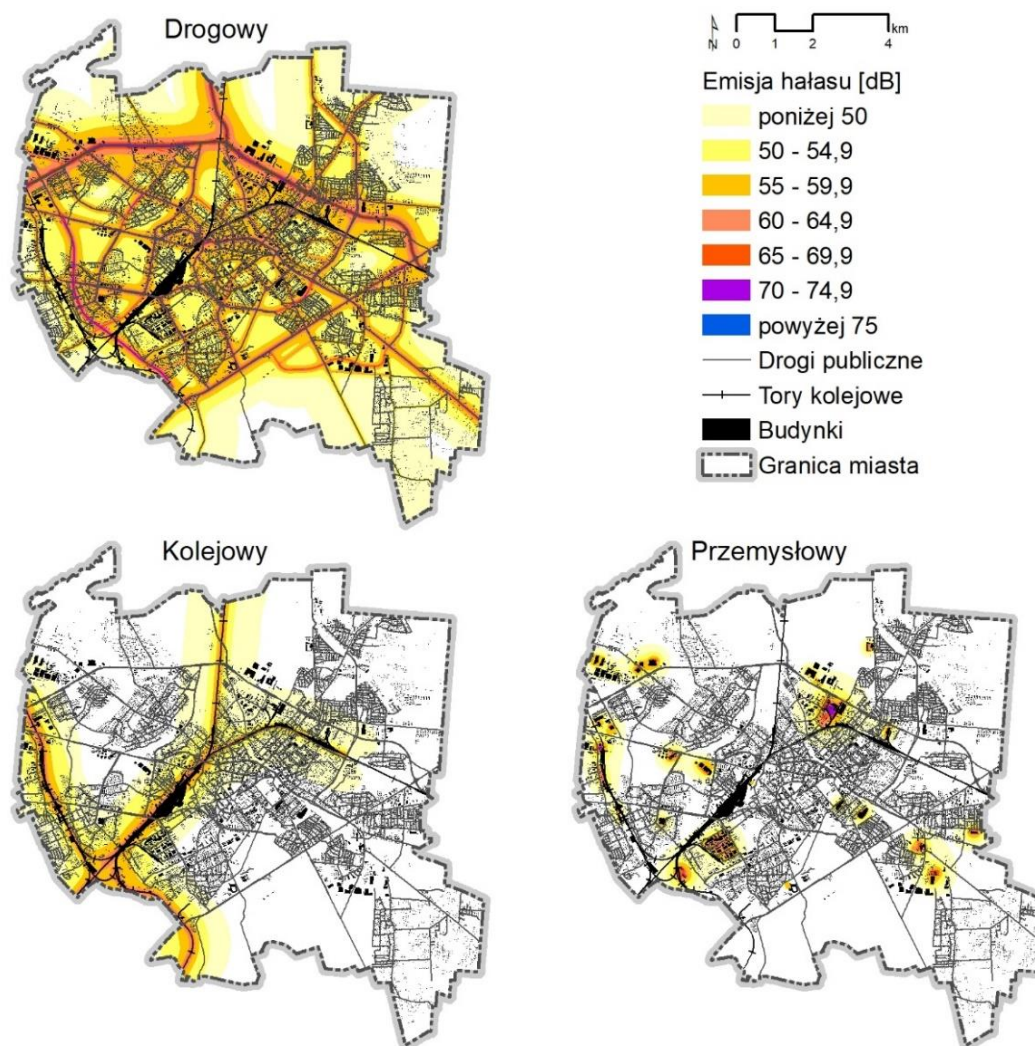 Drogowy
N
0 1 2 4
km
Emisja hałasu [dB]
poniżej 50
50 - 54,9
55 - 59,9
60 - 64,9
65 - 69,9
70 - 74,9
powyżej 75
Drogi publiczne
Tory kolejowe
Budynki
Granica miasta
Kolejowy
Przemysłowy